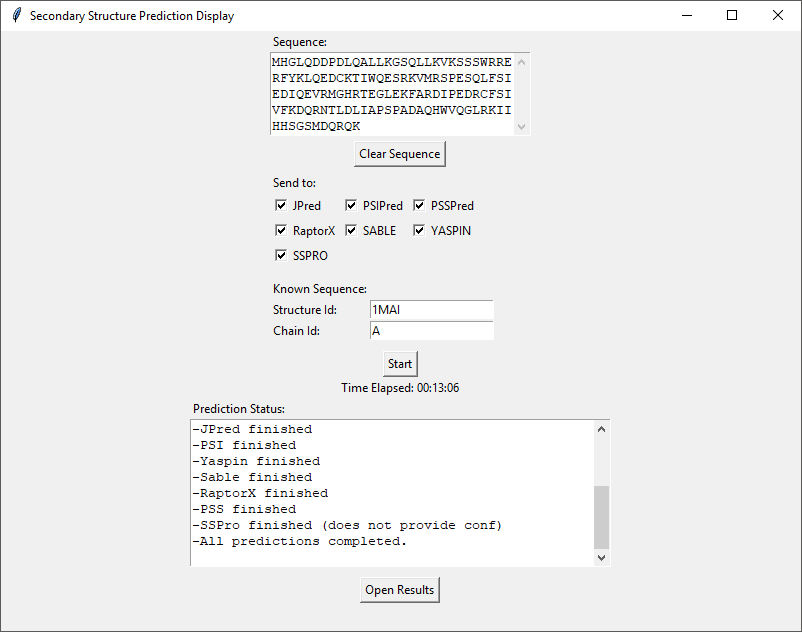 Secondary Structure Prediction Display
Sequence:
MHGLQDDPDLQALLKGSQLLKVKSSSWRRE
RFYKLQEDCKTIWQESRKVMRSPESQLFSI
EDIQEVRMGHRTEGLEKFARDIPEDRCFSI
VFKDQRNTLDLIAPSPADAQHWVQGLRKII
HHSGSMDQRQK
Clear Sequence
Send to:
JPred PSIPred PSSPred
RaptorX SABLE YASPIN
SSPRO
Known Sequence:
Structure Id: 1MAI
Chain Id: A
Start
Time Elapsed: 00:13:06
Prediction Status:
-JPred finished
-PSI finished
-Yaspin finished
-Sable finished
-RaptorX finished
-PSS finished
-SSPro finished (does not provide conf)
-All predictions completed.
Open Results